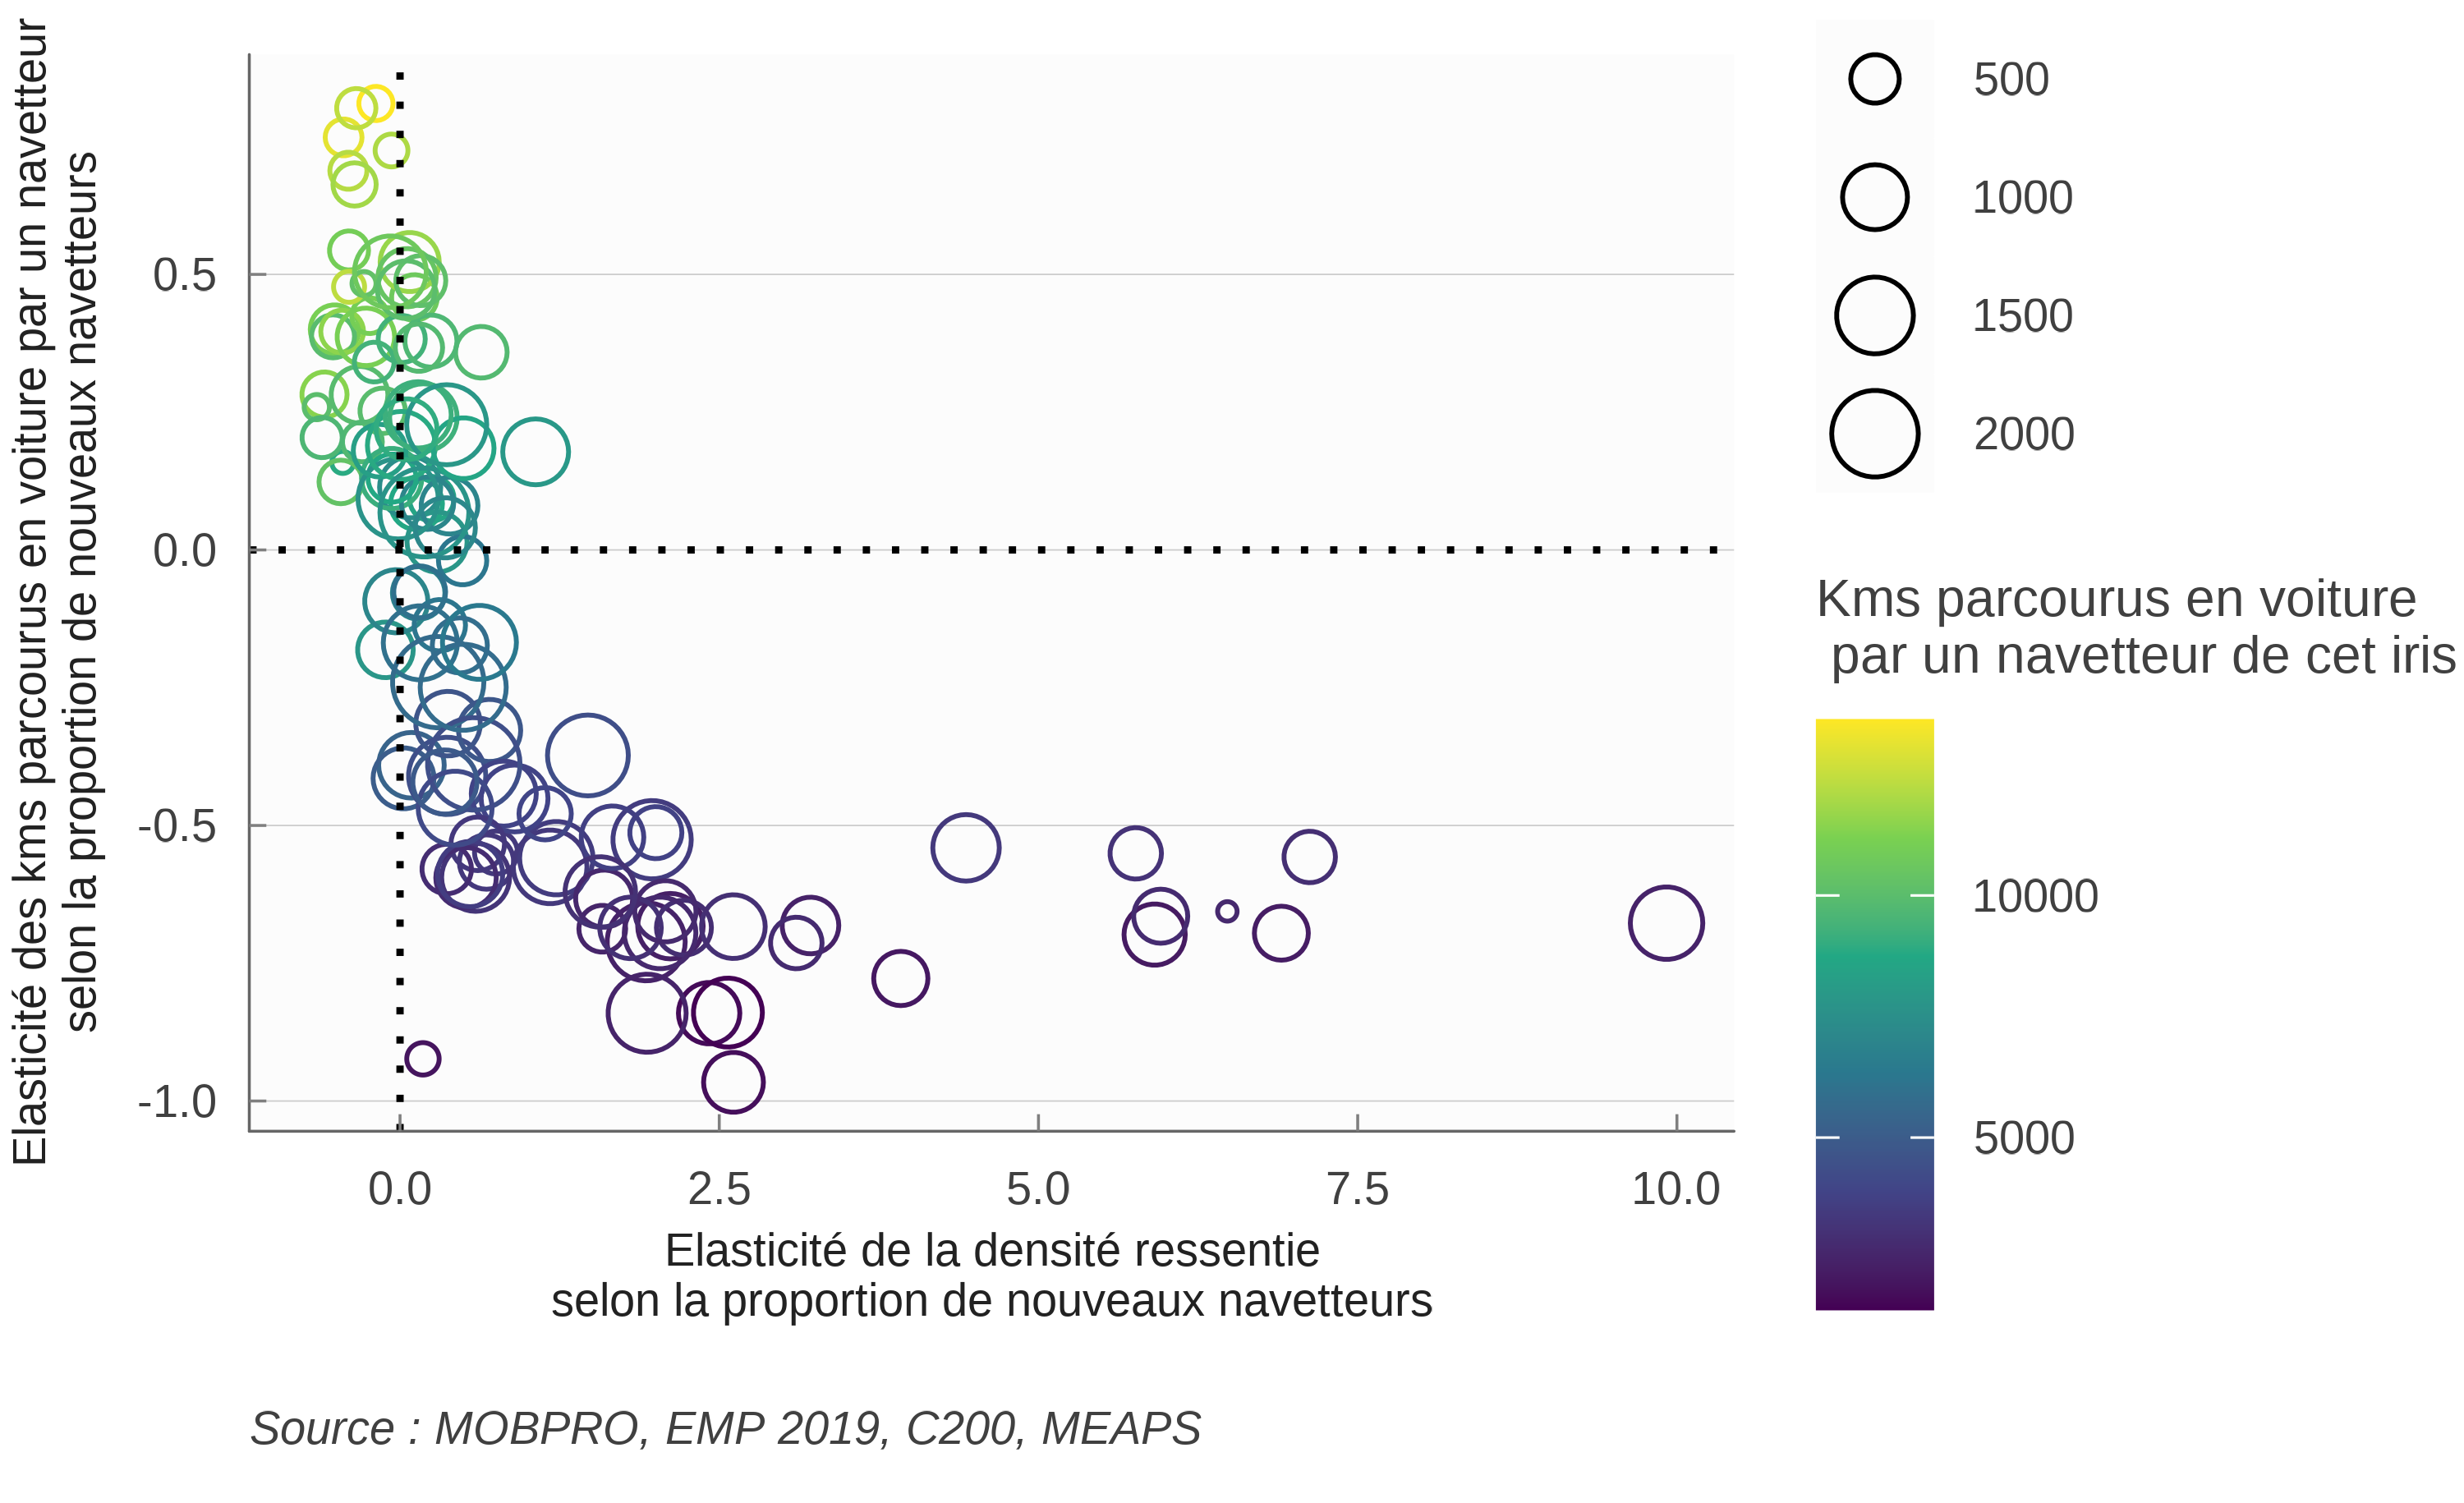 Elasticité des kms parcourus en voiture par un navetteur
selon la proportion de nouveaux navetteurs
0.5
0.0
-0.5
-1.0
0.0
2.5
5.0
7.5
10.0
Elasticité de la densité ressentie
selon la proportion de nouveaux navetteurs
500
1000
1500
2000
Kms parcourus en voiture
par un navetteur de cet iris
10000
5000
Source : MOBPRO, EMP 2019, C200, MEAPS